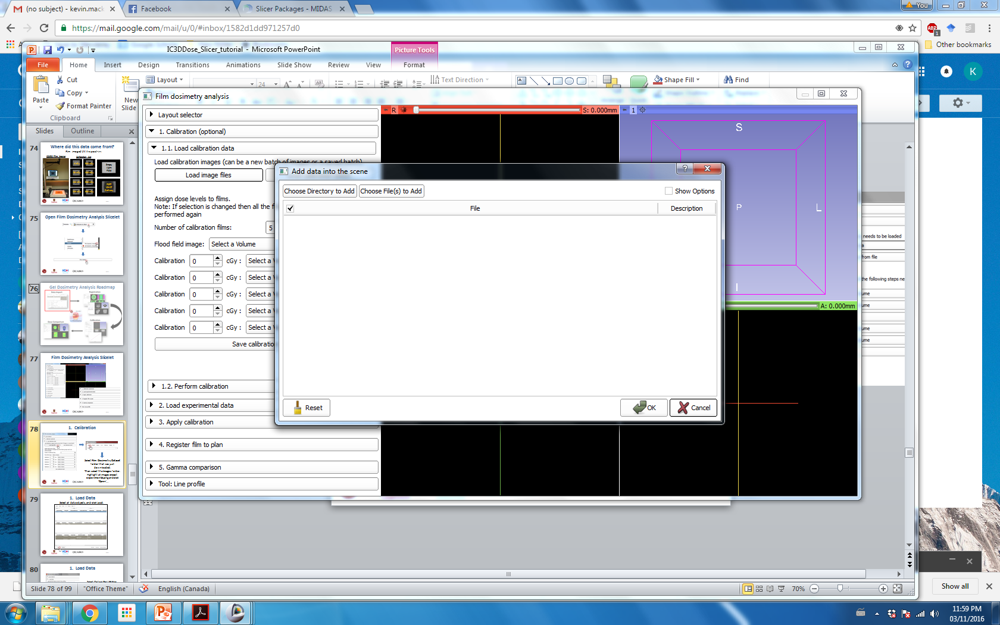 (no subject) - kevin.mack
Facebook
Slicer Packages - MIDAS
You
https://mail.google.com/mail/u/0/#inbox/1582d1dd971257d0
ABP
1
Other bookmarks
IC3DDose_Slicer_tutorial - Microsoft PowerPoint
Picture Tools
File
Home
Insert
Design
Transitions
Animations
Slide Show
Review
View
Format
K
Paste
Cut
Copy
Format Painter
Clipboard
New
Slide
Layout
24
Text Direction
Shape Fill
Find
Slides
Outline
74
Where did this data come from?
75
Open Film Dosimetry Analysis Slicelet
76
Gel Dosimetry Analysis Roadmap
77
Film Dosimetry Analysis Slicelet
78
1. Calibration
79
1. Load Data
80
1. Load Data
Film dosimetry analysis
Layout selector
1. Calibration (optional)
1.1. Load calibration data
Load calibration images (can be a new batch of images or a saved batch)
Load image files
Assign dose levels to films.
Note: If selection is changed then all the f
performed again
Number of calibration films:
5
Flood field image:
Select a Volume
Calibration 0 cGy : Select a V
Calibration 0 cGy : Select a V
Calibration 0 cGy : Select a V
Calibration 0 cGy : Select a V
Calibration 0 cGy : Select a V
Save calibratio
1.2. Perform calibration
2. Load experimental data
3. Apply calibration
4. Register film to plan
5. Gamma comparison
Tool: Line profile
R
S: 0.000mm
1
S
P
L
I
A: 0.000mm
Add data into the scene
Choose Directory to Add
Choose File(s) to Add
Show Options
File
Description
Reset
OK
Cancel
needs to be loaded
a
from file
the following steps ne
ume
ume
ume
ume
Slide 78 of 99
"Office Theme"
English (Canada)
70%
Show all
11:59 PM
03/11/2016